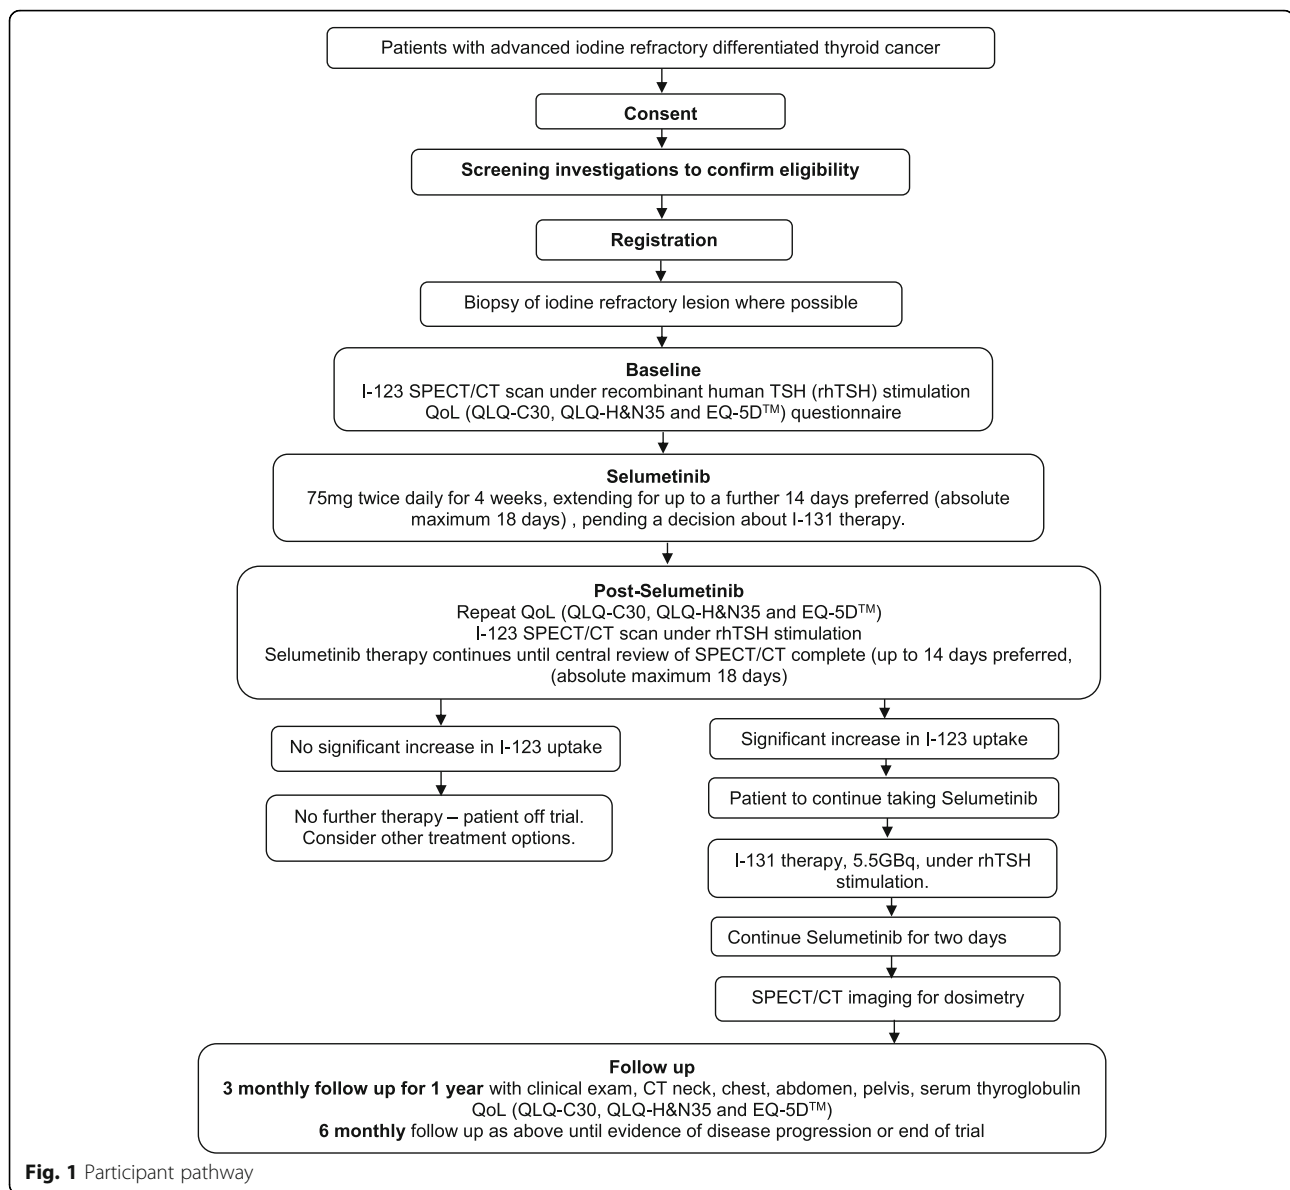 Patients with advanced iodine refractory differentiated thyroid cancer
Consent
Screening investigations to confirm eligibility
Registration
Biopsy of iodine refractory lesion where possible
Baseline
I-123 SPECT/CT scan under recombinant human TSH (rhTSH) stimulation
QoL (QLQ-C30, QLQ-H&N35 and EQ-5D™) questionnaire
Selumetinib
75mg twice daily for 4 weeks, extending for up to a further 14 days preferred (absolute
maximum 18 days) , pending a decision about I-131 therapy.
Post-Selumetinib
Repeat QoL (QLQ-C30, QLQ-H&N35 and EQ-5D™)
I-123 SPECT/CT scan under rhTSH stimulation
Selumetinib therapy continues until central review of SPECT/CT complete (up to 14 days preferred,
(absolute maximum 18 days)
No significant increase in I-123 uptake
No further therapy – patient off trial.
Consider other treatment options.
Significant increase in I-123 uptake
Patient to continue taking Selumetinib
I-131 therapy, 5.5GBq, under rhTSH
stimulation.
Continue Selumetinib for two days
SPECT/CT imaging for dosimetry
Follow up
3 monthly follow up for 1 year with clinical exam, CT neck, chest, abdomen, pelvis, serum thyroglobulin
QoL (QLQ-C30, QLQ-H&N35 and EQ-5D™)
6 monthly follow up as above until evidence of disease progression or end of trial
Fig. 1 Participant pathway